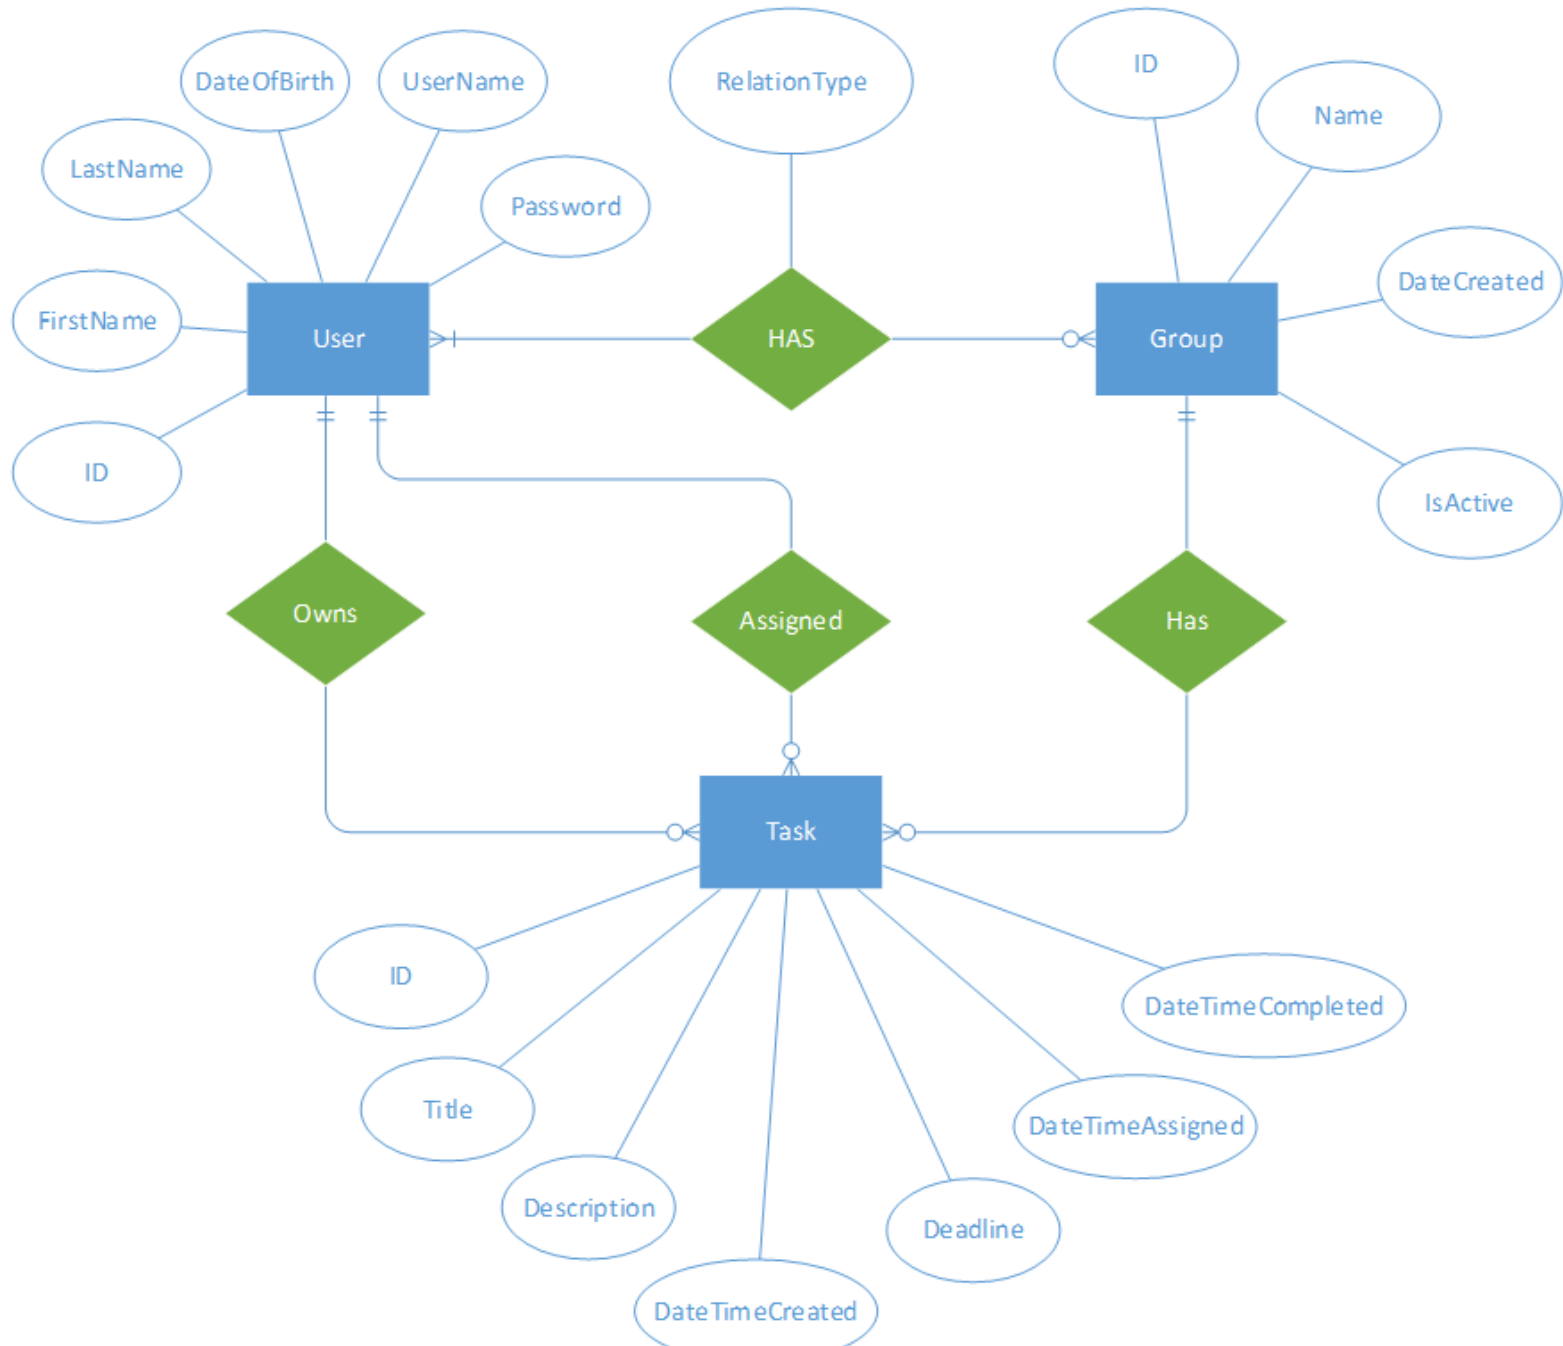 ID
DateOfBirth
UserName
RelationType
Name
LastName
Password
DateCreated
FirstName
User
HAS
Group
ID
IsActive
Owns
Assigned
Has
Task
ID
DateTimeCompleted
Title
DateTimeAssigned
Description
Deadline
DateTimeCreated